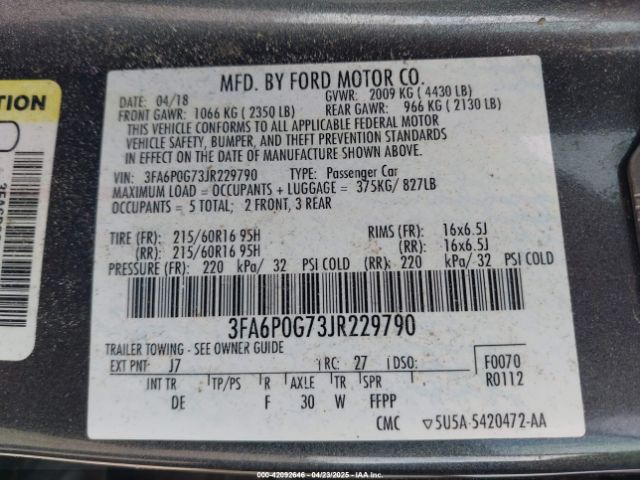 MFD. BY FORD MOTOR CO.
DATE: 04/18 GVWR: 2009 KG ( 4430 LB)
FRONT GAWR: 1066 KG ( 2350 LB) REAR GAWR: 966 KG ( 2130 LB)
THIS VEHICLE CONFORMS TO ALL APPLICABLE FEDERAL MOTOR
VEHICLE SAFETY, BUMPER, AND THEFT PREVENTION STANDARDS
IN EFFECT ON THE DATE OF MANUFACTURE SHOWN ABOVE.
VIN: 3FA6P0G73JR229790 TYPE: Passenger Car
MAXIMUM LOAD = OCCUPANTS + LUGGAGE = 375KG/ 827LB
OCCUPANTS = 5 TOTAL; 2 FRONT, 3 REAR
TIRE (FR): 215/60R16 95H RIMS (FR): 16x6.5J
(RR): 215/60R16 95H (RR): 16x6.5J
PRESSURE (FR): 220 kPa/ 32 PSI COLD (RR): 220 kPa/ 32 PSI COLD
3FA6P0G73JR229790
TRAILER TOWING - SEE OWNER GUIDE
EXT PNT: J7 RC: 27 DSO: F0070
R0112
INT TR TP/PS R AXLE TR SPR
DE F 30 W FFPP
CMC ▽5U5A-5420472-AA
TION
000-42092646 - 04/23/2025 - IAAI.COM